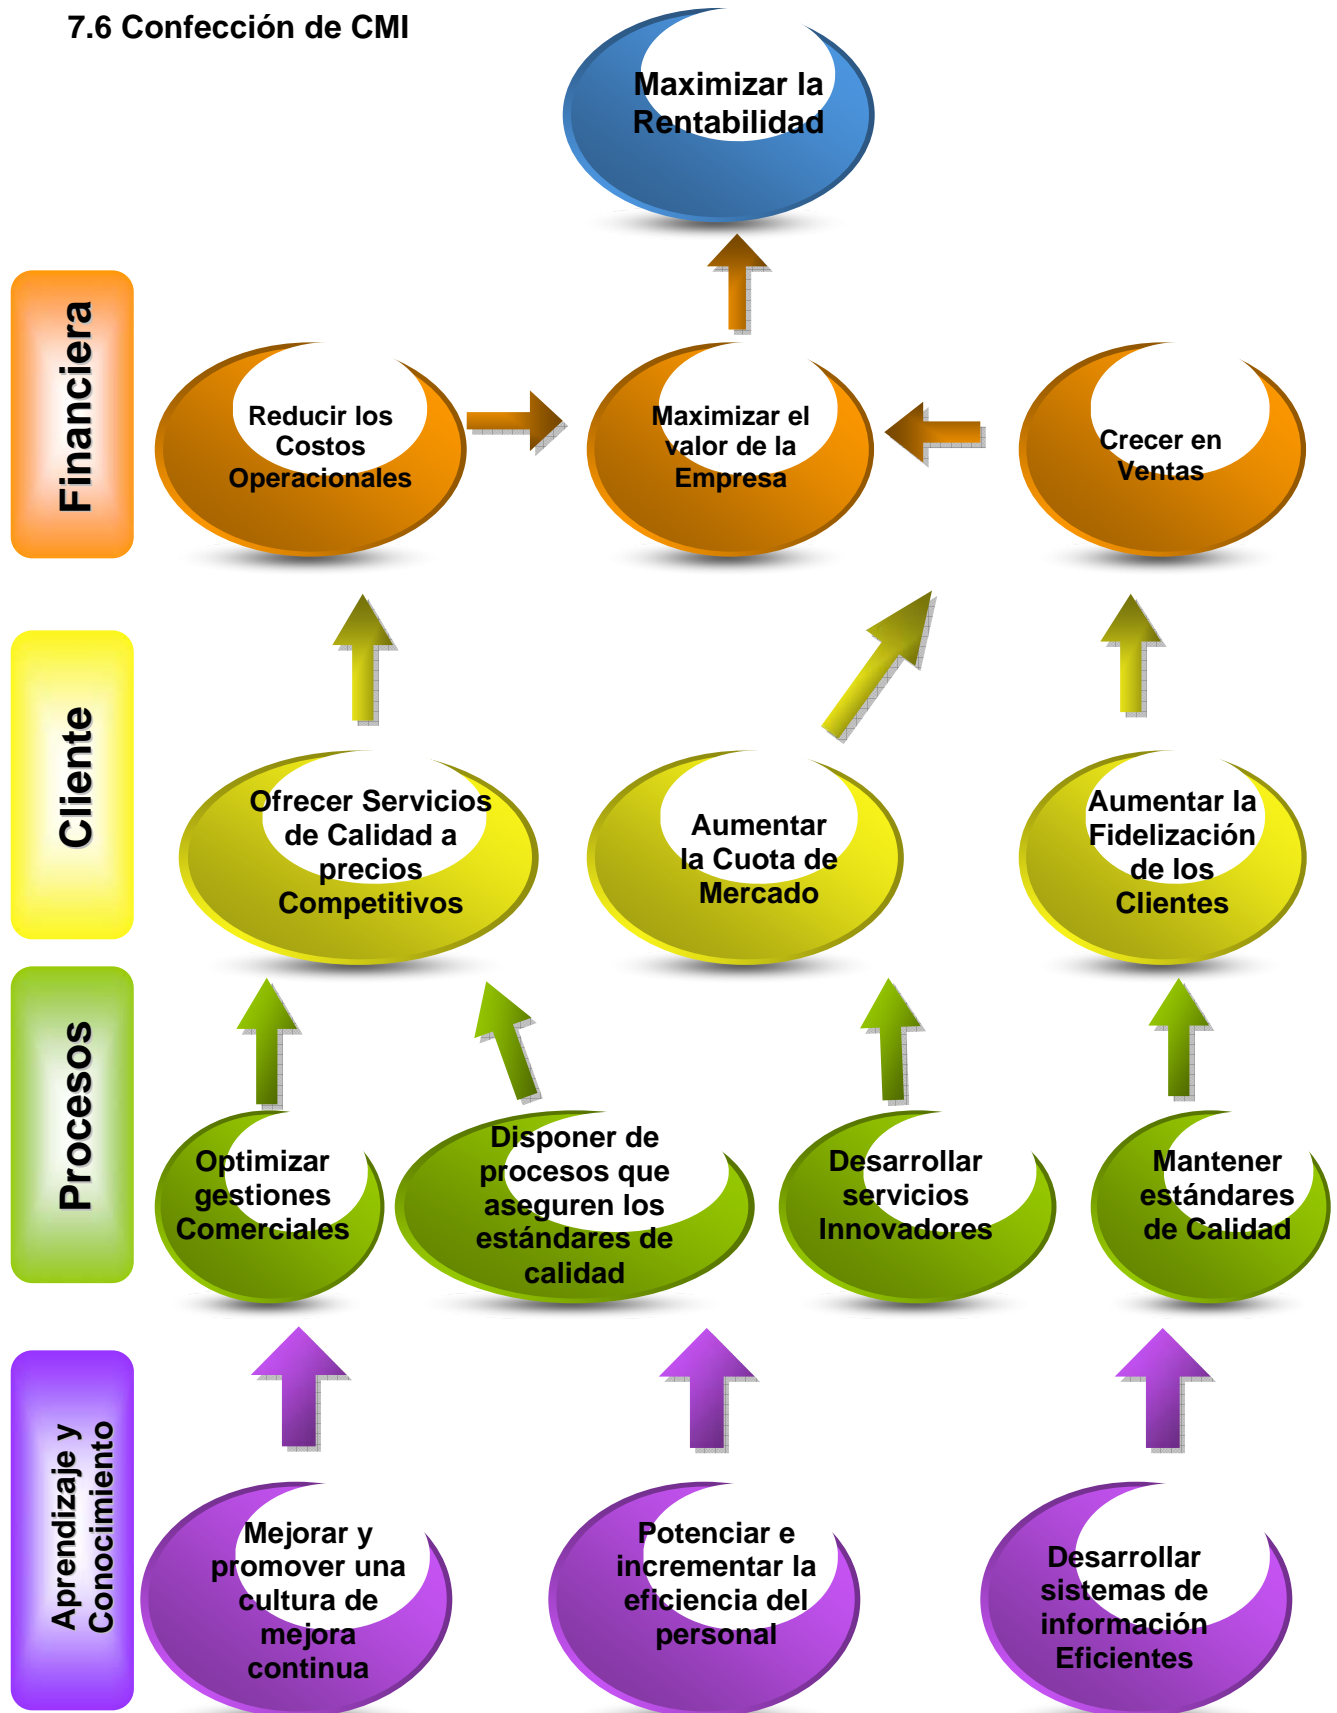 7.6 Confección de CMI
Maximizar la
Rentabilidad
Financiera
Reducir los
Costos
Operacionales
Maximizar el
valor de la
Empresa
Crecer en
Ventas
Cliente
Ofrecer Servicios
de Calidad a
precios
Competitivos
Aumentar
la Cuota de
Mercado
Aumentar la
Fidelización
de los
Clientes
Procesos
Optimizar
gestiones
Comerciales
Disponer de
procesos que
aseguren los
estándares de
calidad
Desarrollar
servicios
Innovadores
Mantener
estándares
de Calidad
Aprendizaje y
Conocimiento
Mejorar y
promover una
cultura de
mejora
continua
Potenciar e
incrementar la
eficiencia del
personal
Desarrollar
sistemas de
información
Eficientes